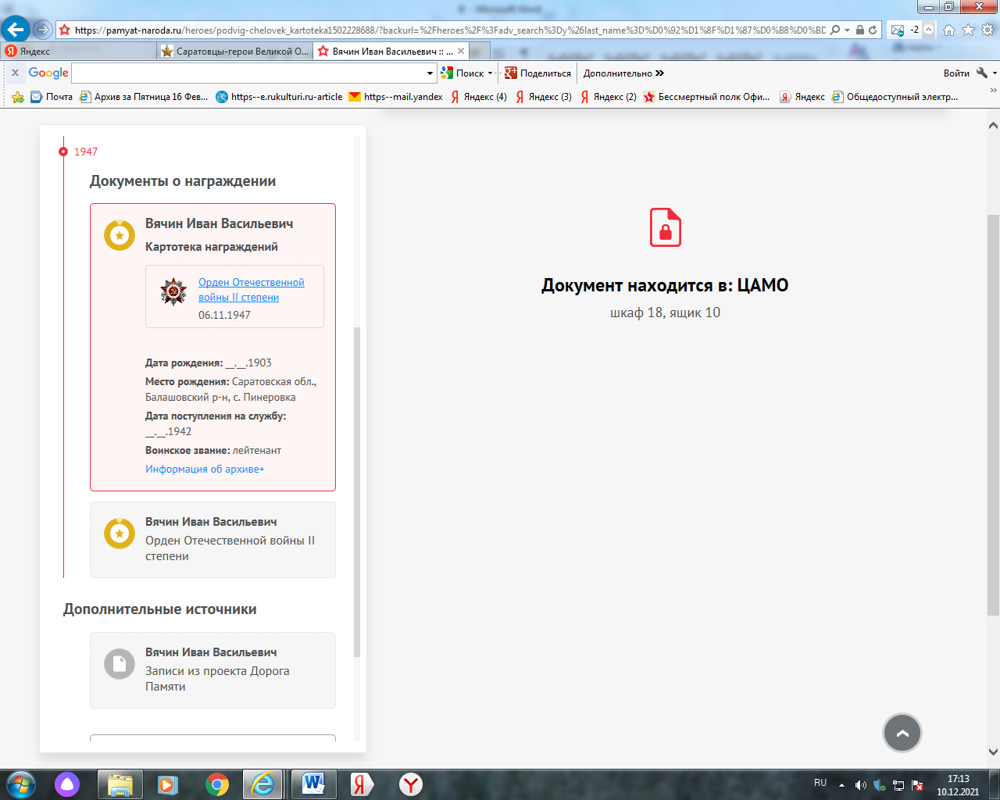 https://pamyat-naroda.ru/heroes/podvig-chelovek_kartoteka1502228688/?backurl=%2Fheroes%2F%3Fadv_search%3Dy%26last_name%3D%D0%92%D1%8F%D1%87%D0%B8%D0%BD
-2
Яндекс
Саратовцы-герои Великой О...
Вячин Иван Васильевич :: ...
Google
Поиск
Поделиться
Дополнительно »
Войти
Почта
Архив за Пятница 16 Фев...
https--e.rukulturi.ru-article
https--mail.yandex
Яндекс (4)
Яндекс (3)
Яндекс (2)
Бессмертный полк Офи...
Яндекс
Общедоступный электр...
1947
Документы о награждении
Вячин Иван Васильевич
Картотека награждений
Орден Отечественной
войны II степени
06.11.1947
Дата рождения: __.__.1903
Место рождения: Саратовская обл.,
Балашовский р-н, с. Пинеровка
Дата поступления на службу:
__.__.1942
Воинское звание: лейтенант
Информация об архиве+
Вячин Иван Васильевич
Орден Отечественной войны II
степени
Дополнительные источники
Вячин Иван Васильевич
Записи из проекта Дорога
Памяти
Документ находится в: ЦАМО
шкаф 18, ящик 10
RU
17:13
10.12.2021